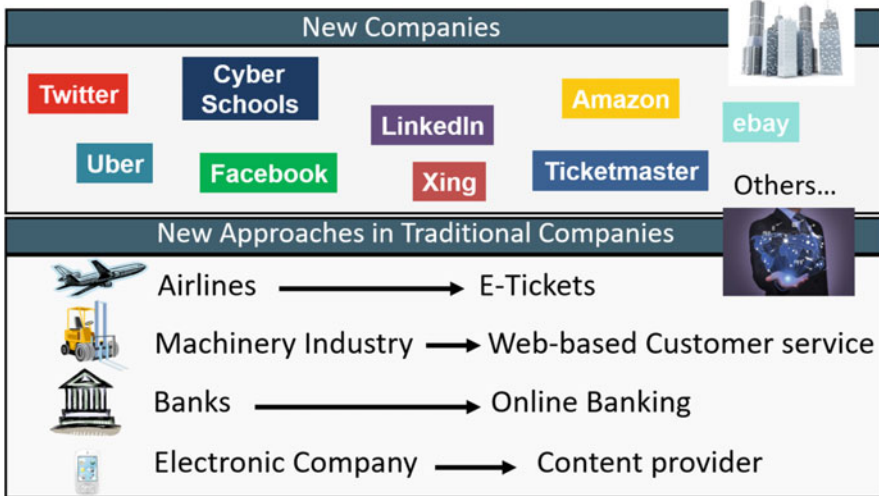 New Companies
Twitter
Cyber
Schools
LinkedIn
Amazon
ebay
Uber
Facebook
Xing
Ticketmaster
Others...
New Approaches in Traditional Companies
Airlines E-Tickets
Machinery Industry Web-based Customer service
Banks Online Banking
Electronic Company Content provider